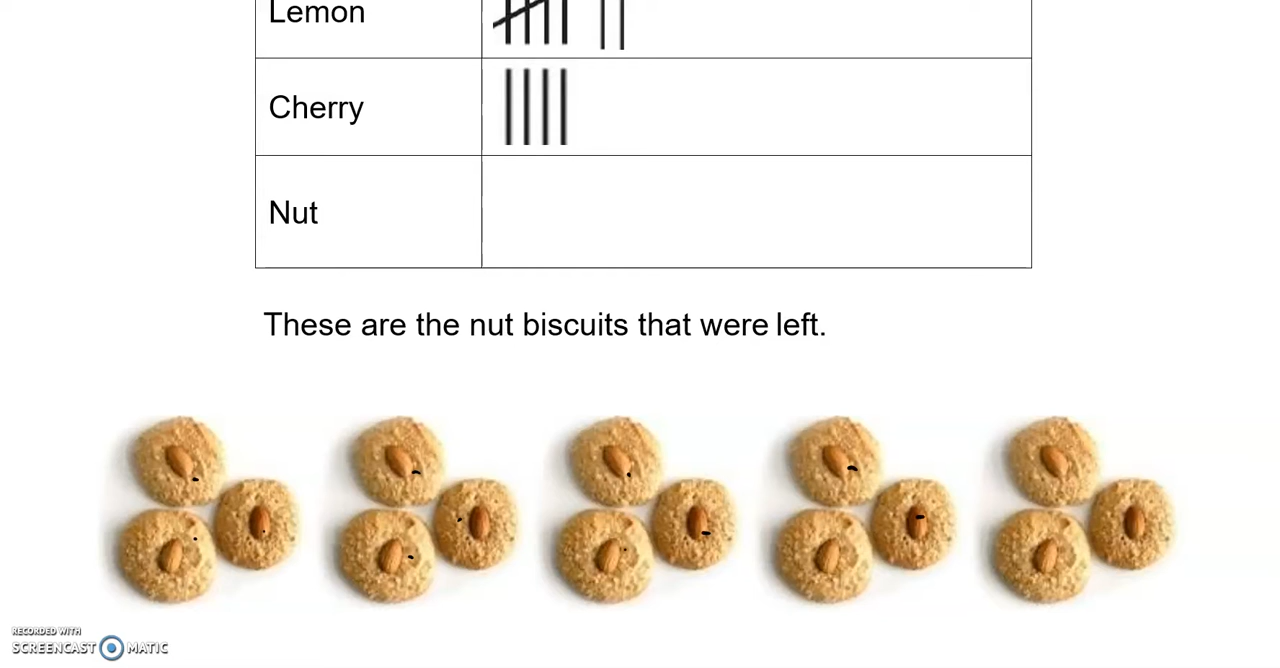 Lemon
Cherry
Nut
These are the nut biscuits that were left.
RECORDED WITH
SCREENCAST MATIC